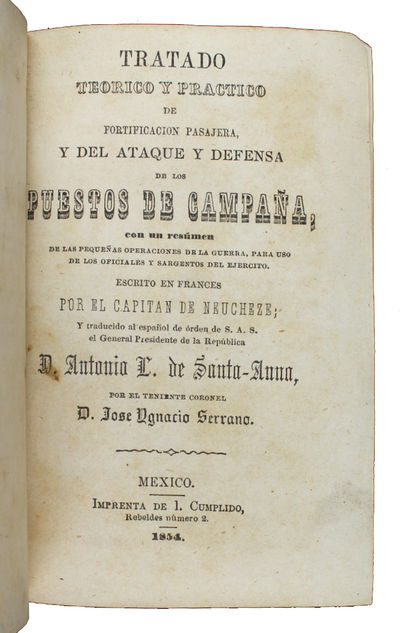 TRATADO
TEORICO Y PRACTICO
DE
FORTIFICACION PASAJERA,
Y DEL ATAQUE Y DEFENSA
DE LOS
PUESTOS DE CAMPAÑA,
con un resúmen
DE LAS PEQUEÑAS OPERACIONES DE LA GUERRA, PARA USO
DE LOS OFICIALES Y SARGENTOS DEL EJERCITO.
ESCRITO EN FRANCES
POR EL CAPITAN DE NEUCHEZE;
Y traducido al español de órden de S. A. S.
el General Presidente de la República
D. Antonio L. de Santa-Anna,
POR EL TENIENTE CORONEL
D. Jose Ygnacio Serrano.
MEXICO.
IMPRENTA DE I. CUMPLIDO,
Rebeldes número 2.
1854.